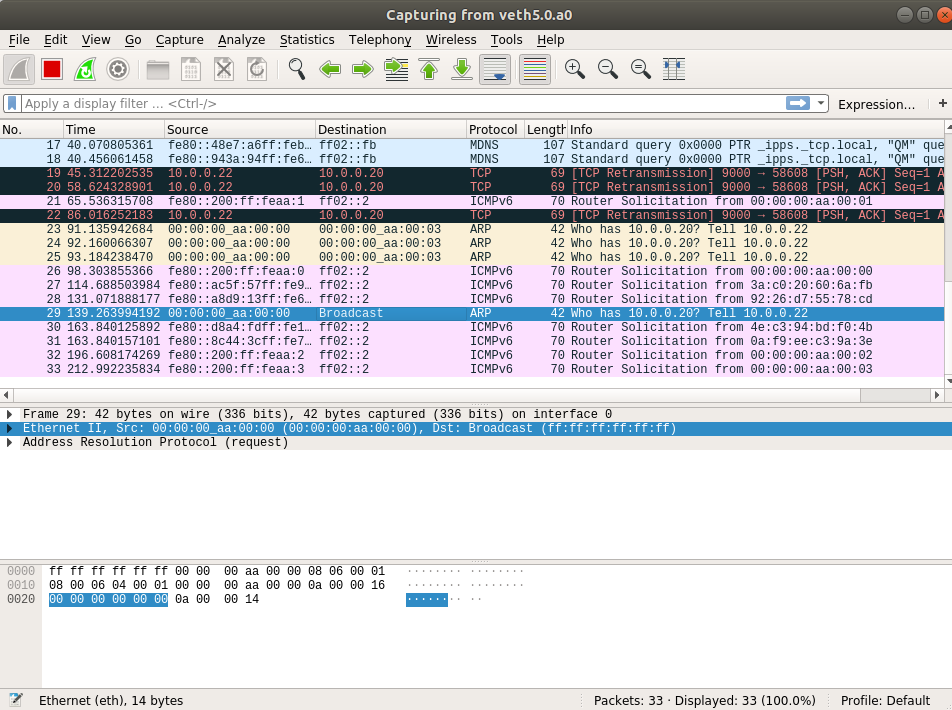 Capturing from veth5.0.a0
File Edit View Go Capture Analyze Statistics Telephony Wireless Tools Help
Apply a display filter ... <Ctrl-/> Expression... +
No. Time Source Destination Protocol Length Info
17 40.070805361 fe80::48e7:a6ff:feb… ff02::fb MDNS 107 Standard query 0x0000 PTR _ipps._tcp.local, "QM" que
18 40.456061458 fe80::943a:94ff:fe6… ff02::fb MDNS 107 Standard query 0x0000 PTR _ipps._tcp.local, "QM" que
19 45.312202535 10.0.0.22 10.0.0.20 TCP 69 [TCP Retransmission] 9000 → 58608 [PSH, ACK] Seq=1 A
20 58.624328901 10.0.0.22 10.0.0.20 TCP 69 [TCP Retransmission] 9000 → 58608 [PSH, ACK] Seq=1 A
21 65.536315708 fe80::200:ff:feaa:1 ff02::2 ICMPv6 70 Router Solicitation from 00:00:00:aa:00:01
22 86.016252183 10.0.0.22 10.0.0.20 TCP 69 [TCP Retransmission] 9000 → 58608 [PSH, ACK] Seq=1 A
23 91.135942684 00:00:00_aa:00:00 00:00:00_aa:00:03 ARP 42 Who has 10.0.0.20? Tell 10.0.0.22
24 92.160066307 00:00:00_aa:00:00 00:00:00_aa:00:03 ARP 42 Who has 10.0.0.20? Tell 10.0.0.22
25 93.184238470 00:00:00_aa:00:00 00:00:00_aa:00:03 ARP 42 Who has 10.0.0.20? Tell 10.0.0.22
26 98.303855366 fe80::200:ff:feaa:0 ff02::2 ICMPv6 70 Router Solicitation from 00:00:00:aa:00:00
27 114.688503984 fe80::ac5f:57ff:fe9… ff02::2 ICMPv6 70 Router Solicitation from 3a:c0:20:60:6a:fb
28 131.071888177 fe80::a8d9:13ff:fe6… ff02::2 ICMPv6 70 Router Solicitation from 92:26:d7:55:78:cd
29 139.263994192 00:00:00_aa:00:00 Broadcast ARP 42 Who has 10.0.0.20? Tell 10.0.0.22
30 163.840125892 fe80::d8a4:fdff:fe1… ff02::2 ICMPv6 70 Router Solicitation from 4e:c3:94:bd:f0:4b
31 163.840157101 fe80::8c44:3cff:fe7… ff02::2 ICMPv6 70 Router Solicitation from 0a:f9:ee:c3:9a:3e
32 196.608174269 fe80::200:ff:feaa:2 ff02::2 ICMPv6 70 Router Solicitation from 00:00:00:aa:00:02
33 212.992235834 fe80::200:ff:feaa:3 ff02::2 ICMPv6 70 Router Solicitation from 00:00:00:aa:00:03
Frame 29: 42 bytes on wire (336 bits), 42 bytes captured (336 bits) on interface 0
Ethernet II, Src: 00:00:00_aa:00:00 (00:00:00:aa:00:00), Dst: Broadcast (ff:ff:ff:ff:ff:ff)
Address Resolution Protocol (request)
0000 ff ff ff ff ff ff 00 00 00 aa 00 00 08 06 00 01 ········ ········
0010 08 00 06 04 00 01 00 00 00 aa 00 00 0a 00 00 16 ········ ········
0020 00 00 00 00 00 00 0a 00 00 14 ········ ··
Ethernet (eth), 14 bytes Packets: 33 · Displayed: 33 (100.0%) Profile: Default